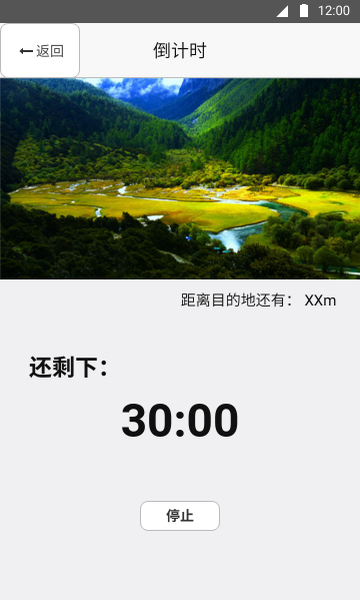 12:00
返回
倒计时
距离目的地还有： XXm
还剩下：
30:00
停止